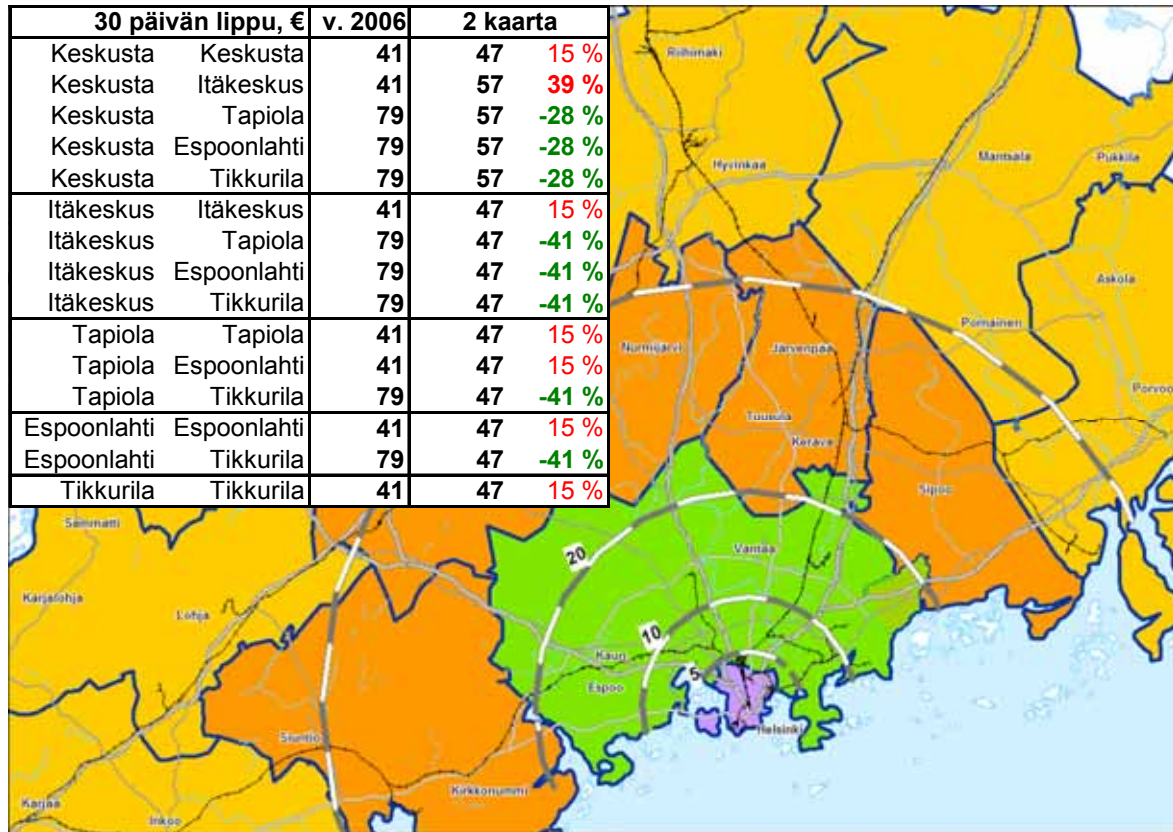 30 päivän lippu, € v. 2006 2 kaarta
Keskusta Keskusta 41 47 15 %
Keskusta Itäkeskus 41 57 39 %
Keskusta Tapiola 79 57 -28 %
Keskusta Espoonlahti 79 57 -28 %
Keskusta Tikkurila 79 57 -28 %
Itäkeskus Itäkeskus 41 47 15 %
Itäkeskus Tapiola 79 47 -41 %
Itäkeskus Espoonlahti 79 47 -41 %
Itäkeskus Tikkurila 79 47 -41 %
Tapiola Tapiola 41 47 15 %
Tapiola Espoonlahti 41 47 15 %
Tapiola Tikkurila 79 47 -41 %
Espoonlahti Espoonlahti 41 47 15 %
Espoonlahti Tikkurila 79 47 -41 %
Tikkurila Tikkurila 41 47 15 %
Riihimäki
Hyvinkää
Mäntsälä
Pukkila
Askola
Pornainen
Porvoo
Nurmijärvi
Järvenpää
Tuusula
Kerava
Sipoo
Sammatti
Vantaa
20
Karjalohja
Lohja
10
Kaun
5
Espoo
Helsinki
Siuntio
Kirkkonummi
Karjaa
Inkoo